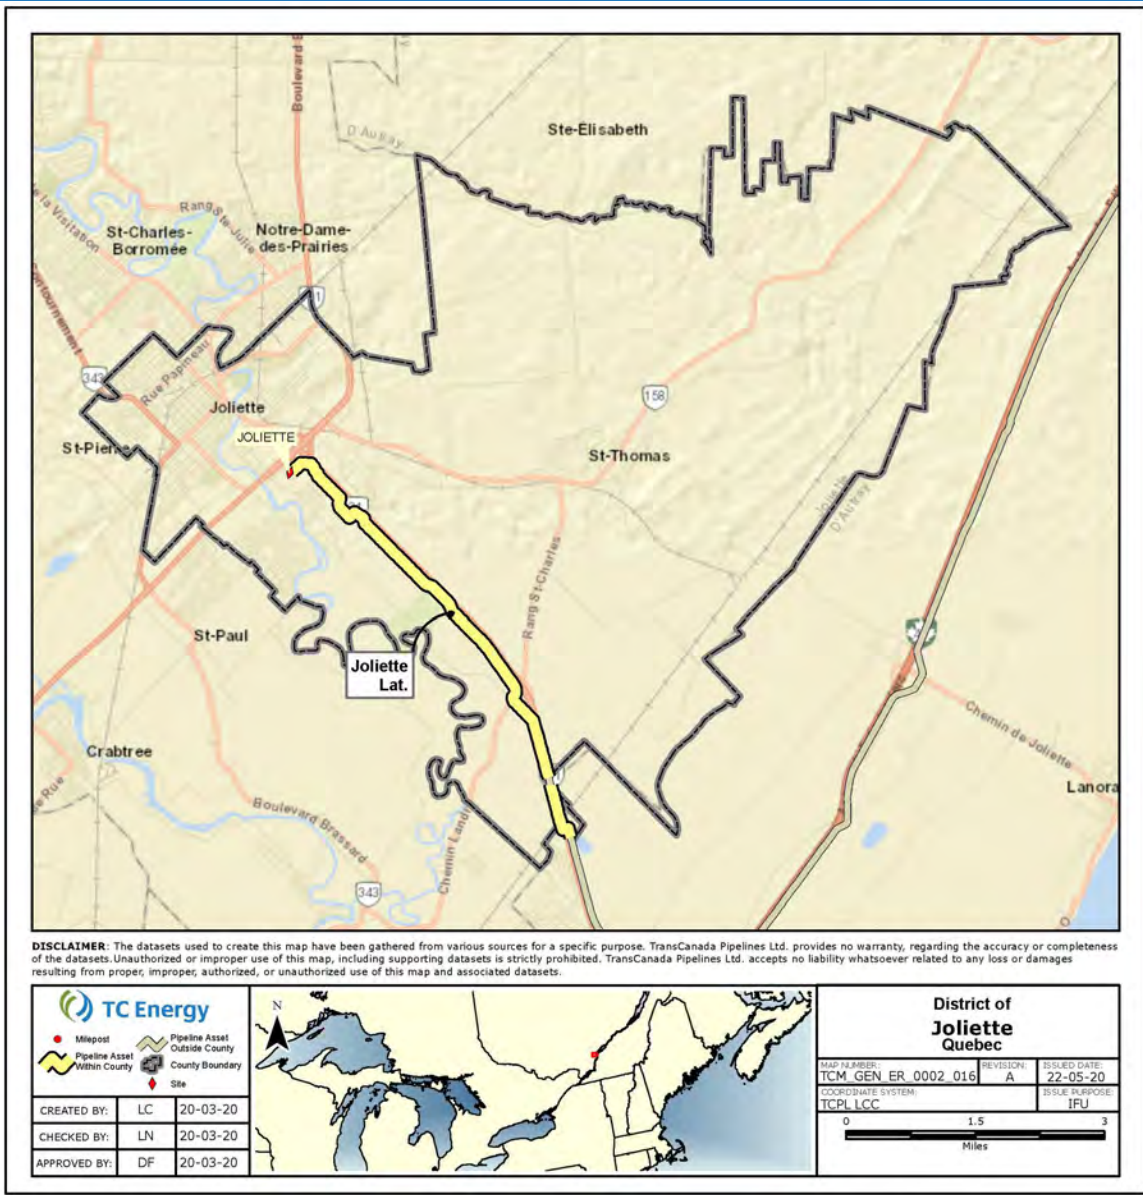 Boulevard B
D'Autray
Ste-Elisabeth
Rang Ste-Julie
la Visitation
St-Charles-
Borromée
Notre-Dame-
des-Prairies
Contournement
Rue Papineau
343
Joliette
158
JOLIETTE
St-Pierre
St-Thomas
Joliette
D'Autray
Rang St-Charles
St-Paul
Joliette
Lat.
Chemin de Joliette
Crabtree
Lanora
Rue
Boulevard Brassard
Chemin Landr
343
DISCLAIMER: The datasets used to create this map have been gathered from various sources for a specific purpose. TransCanada Pipelines Ltd. provides no warranty, regarding the accuracy or completeness
of the datasets.Unauthorized or improper use of this map, including supporting datasets is strictly prohibited. TransCanada Pipelines Ltd. accepts no liability whatsoever related to any loss or damages
resulting from proper, improper, authorized, or unauthorized use of this map and associated datasets.
TC Energy
Milepost
Pipeline Asset
Within County
Pipeline Asset
Outside County
County Boundary
Site
CREATED BY: LC 20-03-20
CHECKED BY: LN 20-03-20
APPROVED BY: DF 20-03-20
N
District of
Joliette
Quebec
MAP NUMBER: REVISION: ISSUED DATE:
TCM_GEN_ER_0002_016 A 22-05-20
COORDINATE SYSTEM: ISSUE PURPOSE:
TCPL LCC IFU
0 1.5 3
Miles